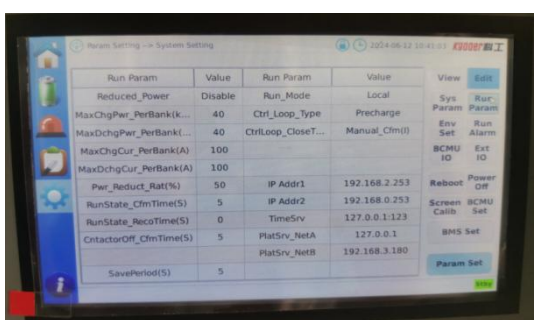 Param Setting --> System Setting
2024-06-12 10:41:03
Run Param Value Run Param Value
Reduced_Power Disable Run_Mode Local
MaxChgPwr_PerBank(k... 40 Ctrl_Loop_Type Precharge
MaxDchgPwr_PerBank(... 40 CtrlLoop_CloseT... Manual_Cfm(I)
MaxChgCur_PerBank(A) 100
MaxDchgCur_PerBank(A) 100
Pwr_Reduct_Rat(%) 50 IP Addr1 192.168.2.253
RunState_CfmTime(S) 5 IP Addr2 192.168.0.253
RunState_RecoTime(S) 0 TimeSrv 127.0.0.1:123
CntactorOff_CfmTime(S) 5 PlatSrv_NetA 127.0.0.1
PlatSrv_NetB 192.168.3.180
SavePeriod(S) 5
View Edit
Sys Param Run Param
Env Set Run Alarm
BCMU IO Ext IO
Reboot Power Off
Screen Calib BCMU Set
BMS Set
Param Set